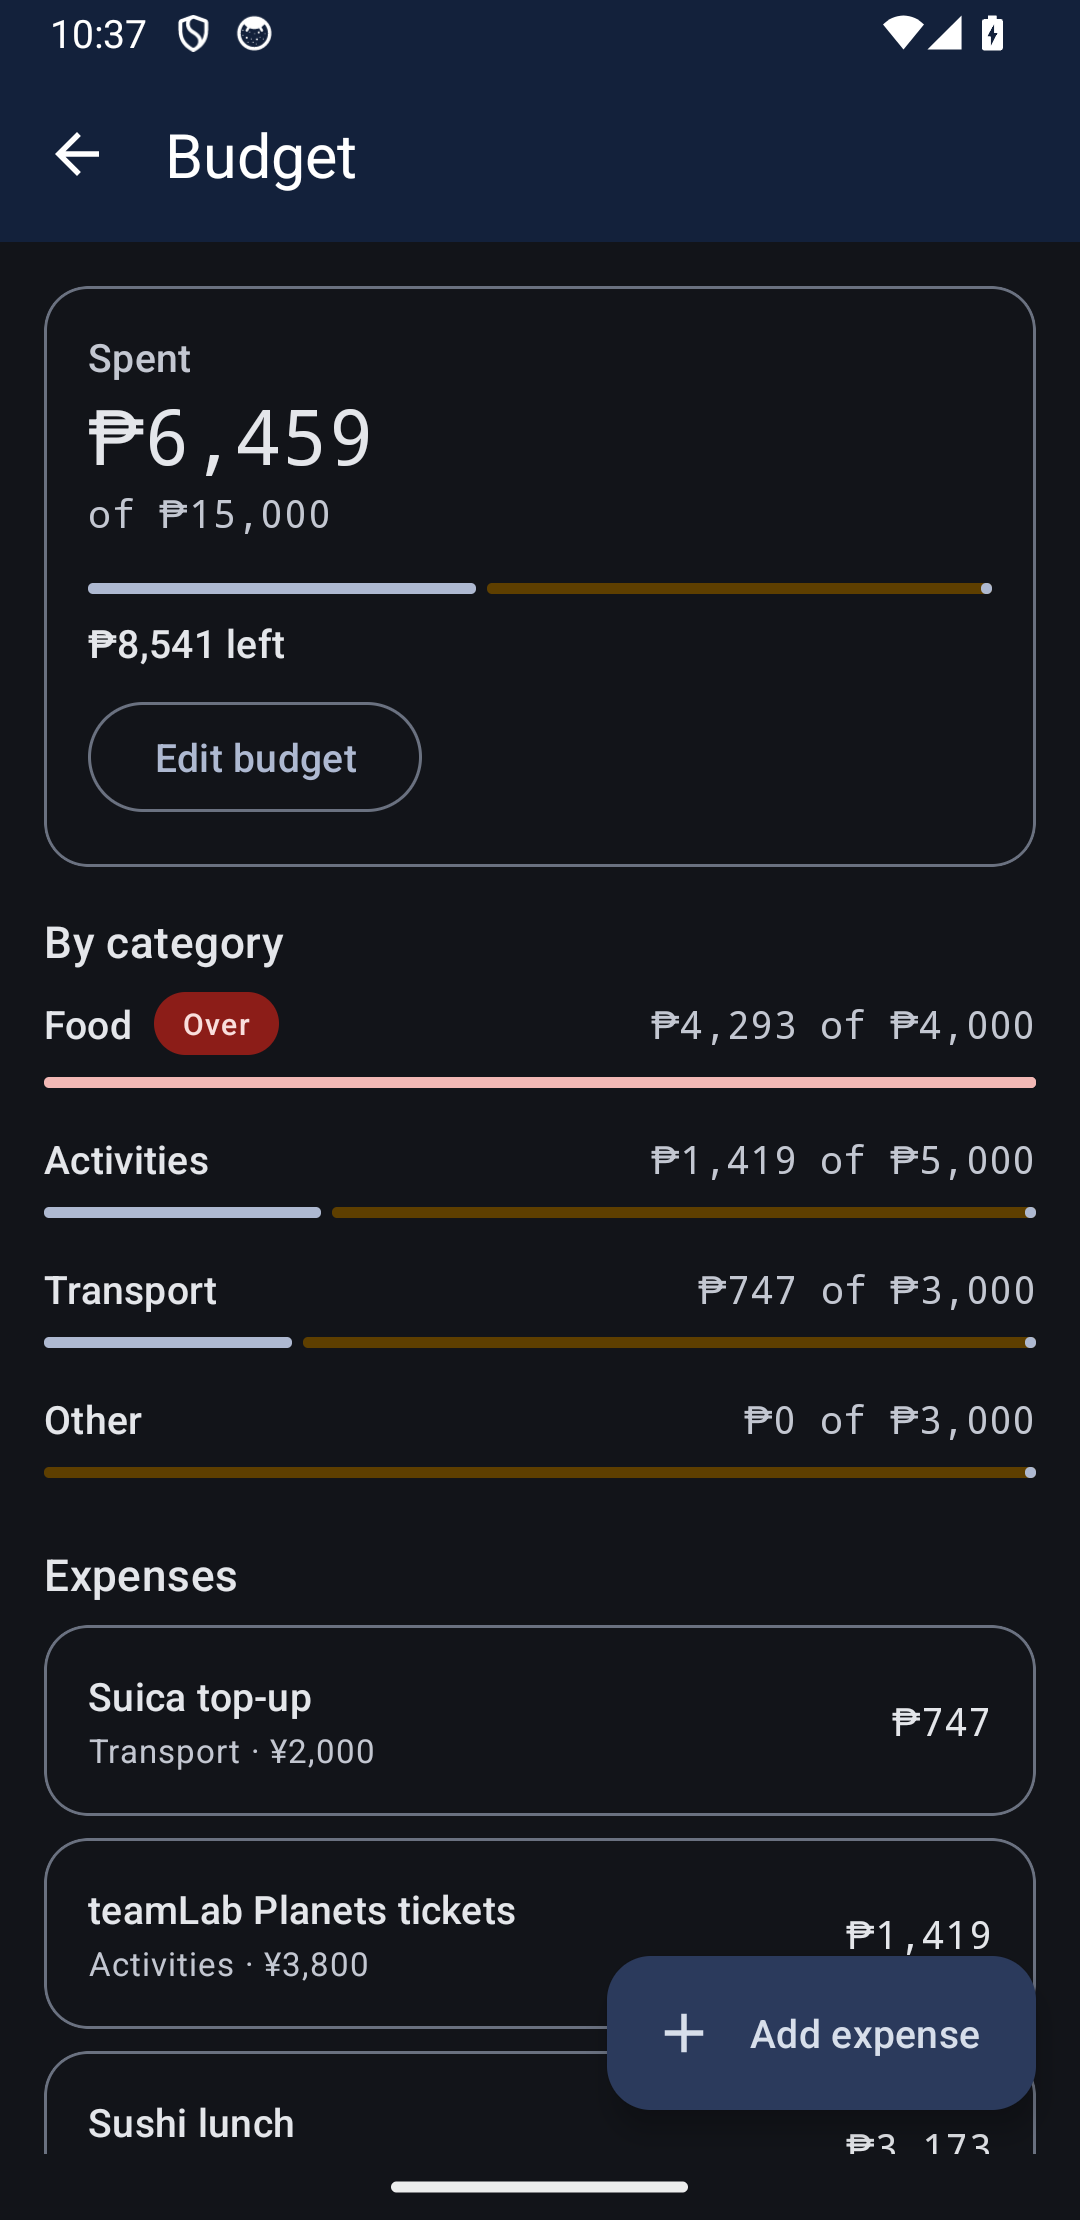 10:37
Budget
Spent
₱6,459
of ₱15,000
₱8,541 left
Edit budget
By category
Food Over ₱4,293 of ₱4,000
Activities ₱1,419 of ₱5,000
Transport ₱747 of ₱3,000
Other ₱0 of ₱3,000
Expenses
Suica top-up
₱747
Transport · ¥2,000
teamLab Planets tickets
₱1,419
Activities · ¥3,800
Add expense
Sushi lunch
₱3,173